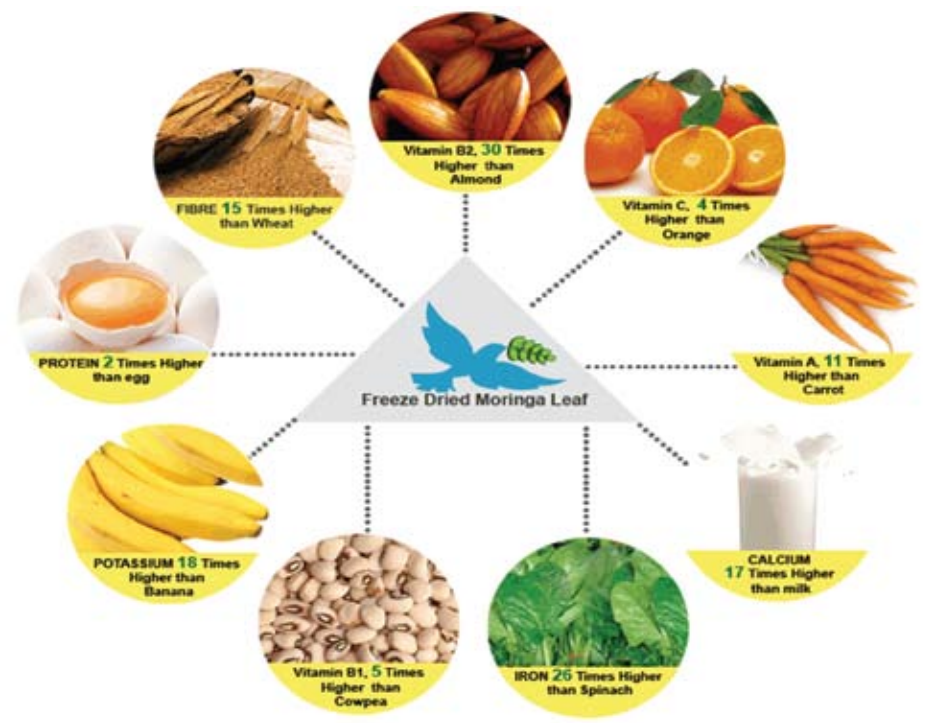 Vitamin B2, 30 Times
Higher than
Almond
FIBRE 15 Times Higher
than Wheat
Vitamin C, 4 Times
Higher than
Orange
PROTEIN 2 Times Higher
than egg
Freeze Dried Moringa Leaf
Vitamin A, 11 Times
Higher than
Carrot
POTASSIUM 18 Times
Higher than
Banana
CALCIUM
17 Times Higher
than milk
Vitamin B1, 5 Times
Higher than
Cowpea
IRON 26 Times Higher
than Spinach